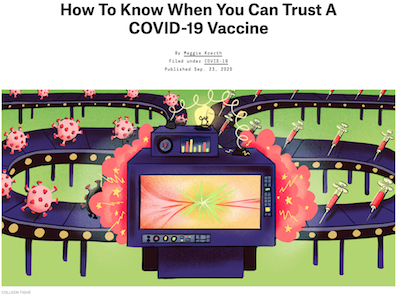 How To Know When You Can Trust A
COVID-19 Vaccine
By Maggie Koerth
Filed under COVID-19
Published Sep. 23, 2020
COLLEEN TIGHE